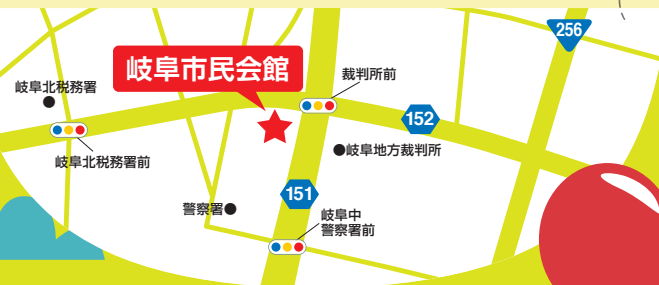 256
岐阜市民会館
裁判所前
岐阜北税務署
152
岐阜北税務署前
岐阜地方裁判所
151
警察署
岐阜中
警察署前